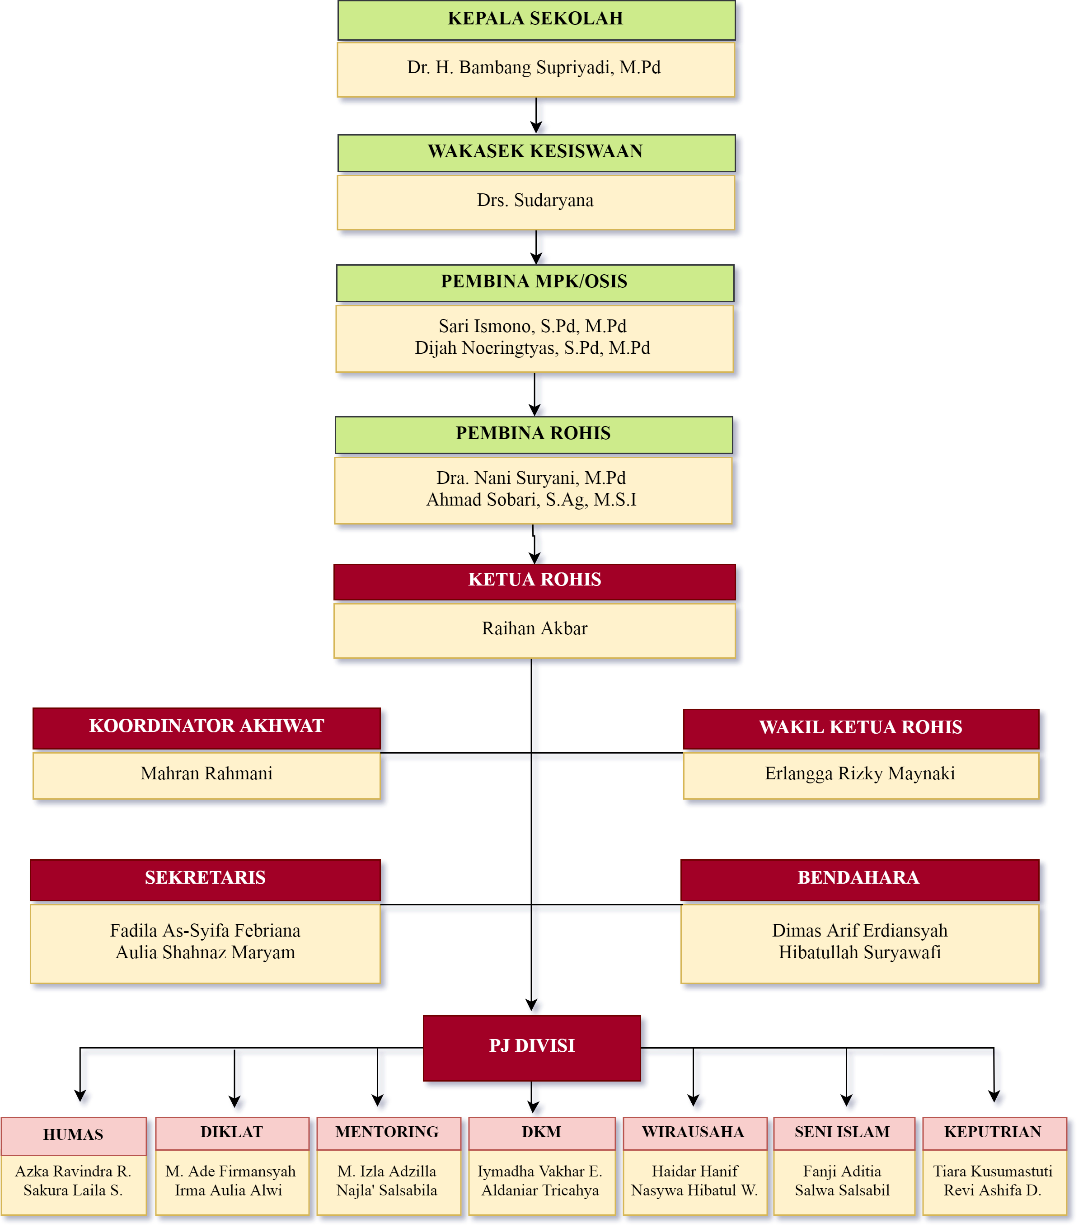 KEPALA SEKOLAH
Dr. H. Bambang Supriyadi, M.Pd
WAKASEK KESISWAAN
Drs. Sudaryana
PEMBINA MPK/OSIS
Sari Ismono, S.Pd, M.Pd
Dijah Noeringtyas, S.Pd, M.Pd
PEMBINA ROHIS
Dra. Nani Suryani, M.Pd
Ahmad Sobari, S.Ag, M.S.I
KETUA ROHIS
Raihan Akbar
KOORDINATOR AKHWAT
Mahran Rahmani
WAKIL KETUA ROHIS
Erlangga Rizky Maynaki
SEKRETARIS
Fadila As-Syifa Febriana
Aulia Shahnaz Maryam
BENDAHARA
Dimas Arif Erdiansyah
Hibatullah Suryawafi
PJ DIVISI
HUMAS
Azka Ravindra R.
Sakura Laila S.
DIKLAT
M. Ade Firmansyah
Irma Aulia Alwi
MENTORING
M. Izla Adzilla
Najla' Salsabila
DKM
Iymadha Vakhar E.
Aldaniar Tricahya
WIRAUSAHA
Haidar Hanif
Nasywa Hibatul W.
SENI ISLAM
Fanji Aditia
Salwa Salsabil
KEPUTRIAN
Tiara Kusumastuti
Revi Ashifa D.